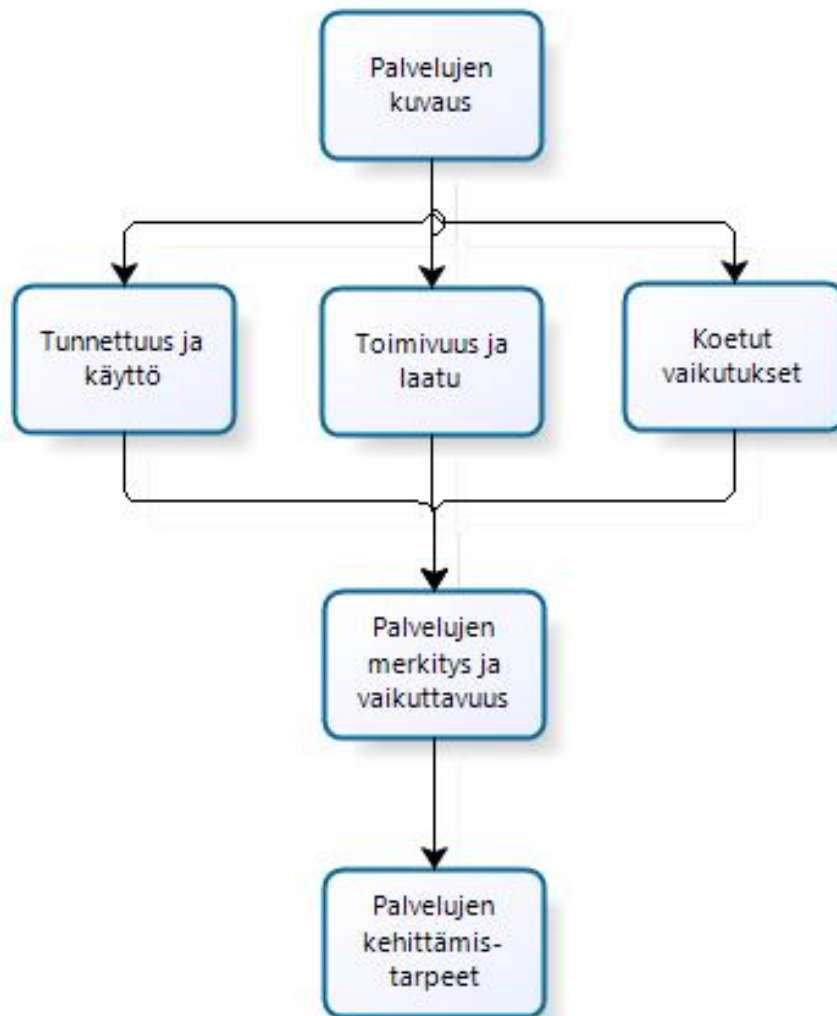 Palvelujen
kuvaus
Tunnettuus ja
käyttö
Toimivuus ja
laatu
Koetut
vaikutukset
Palvelujen
merkitys ja
vaikuttavuus
Palvelujen
kehittämis-
tarpeet